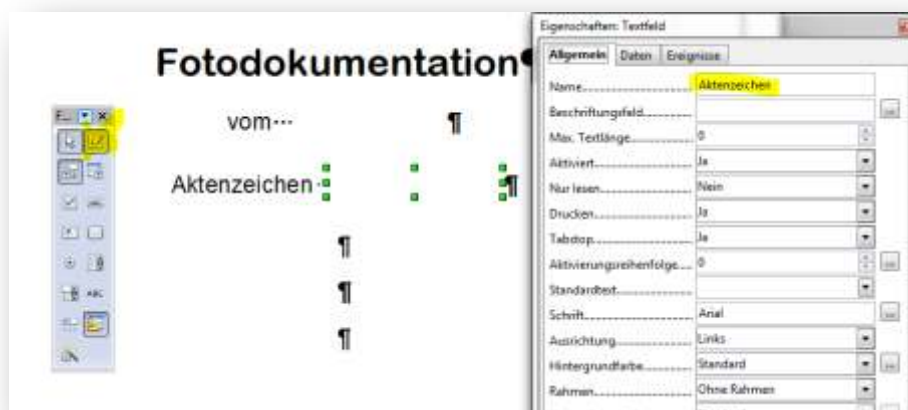 Fotodokumentation¶
vom··· ¶
Aktenzeichen· ¶
¶
¶
¶
F...
ABC
Eigenschaften: Textfeld
Allgemein Daten Ereignisse
Name Aktenzeichen
Beschriftungsfeld
Max. Textlänge 0
Aktiviert Ja
Nur lesen Nein
Drucken Ja
Tabstop Ja
Aktivierungsreihenfolge 0
Standardtext
Schrift Arial
Ausrichtung Links
Hintergrundfarbe Standard
Rahmen Ohne Rahmen